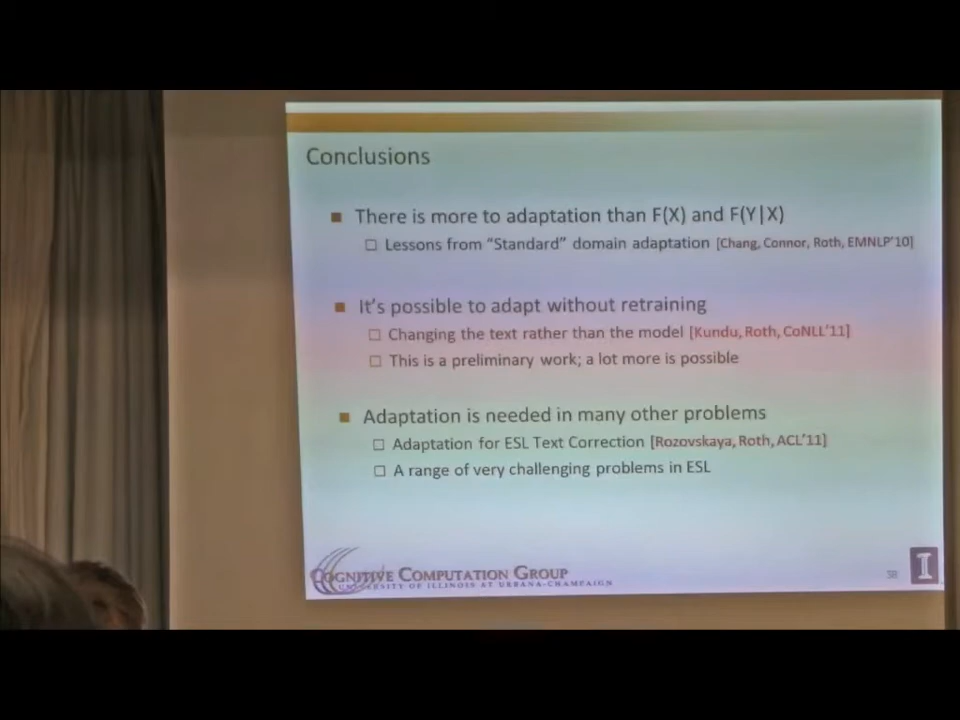 Conclusions
There is more to adaptation than F(X) and F(Y|X)
Lessons from “Standard” domain adaptation [Chang, Connor, Roth, EMNLP’10]
It’s possible to adapt without retraining
Changing the text rather than the model [Kundu, Roth, CoNLL’11]
This is a preliminary work; a lot more is possible
Adaptation is needed in many other problems
Adaptation for ESL Text Correction [Rozovskaya, Roth, ACL’11]
A range of very challenging problems in ESL
COGNITIVE COMPUTATION GROUP
UNIVERSITY OF ILLINOIS AT URBANA-CHAMPAIGN
I